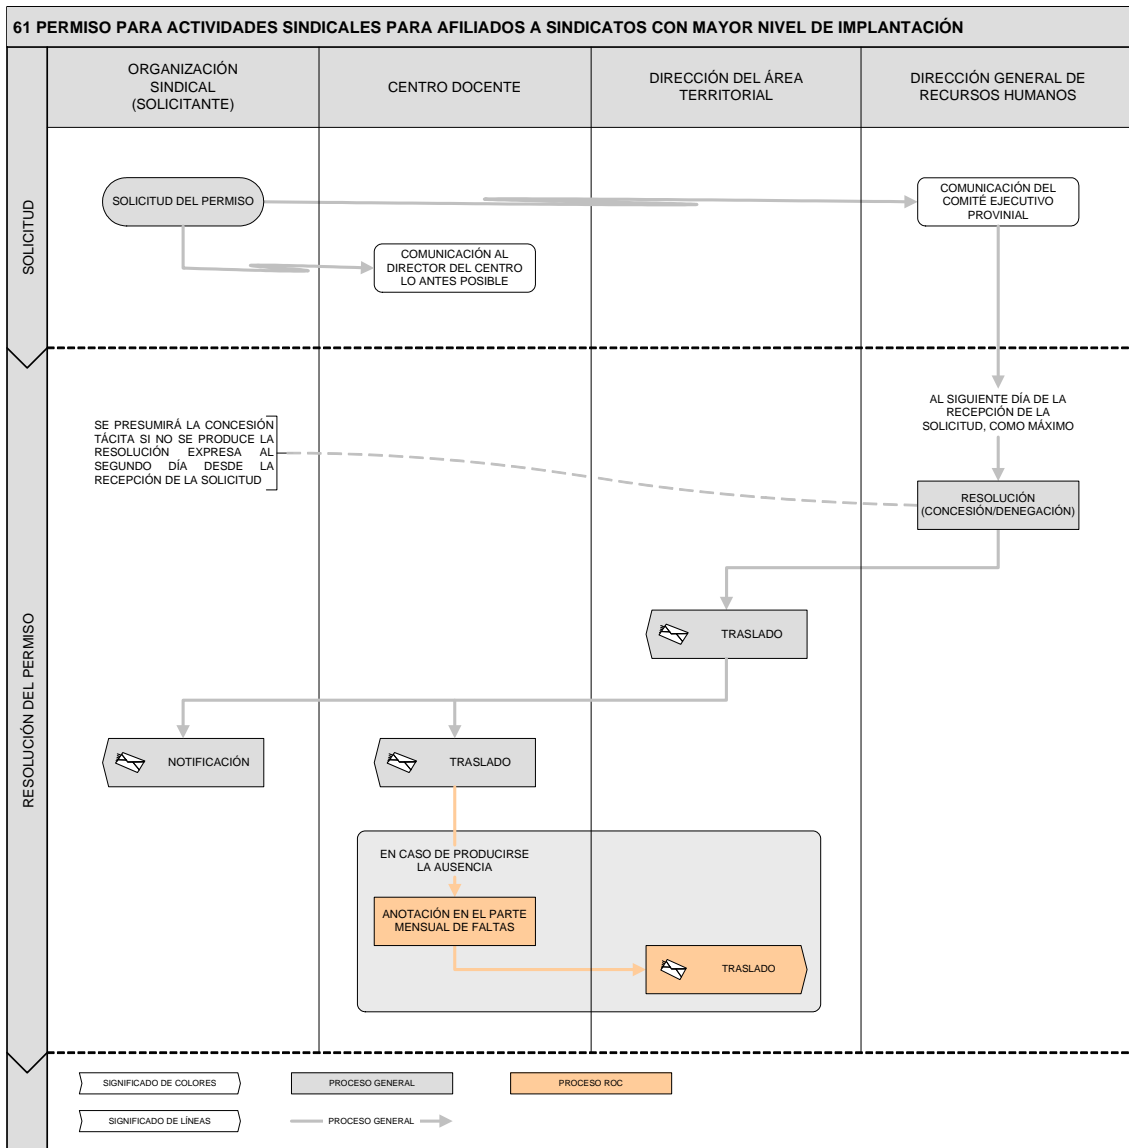 61 PERMISO PARA ACTIVIDADES SINDICALES PARA AFILIADOS A SINDICATOS CON MAYOR NIVEL DE IMPLANTACIÓN
ORGANIZACIÓN
SINDICAL
(SOLICITANTE)
CENTRO DOCENTE
DIRECCIÓN DEL ÁREA
TERRITORIAL
DIRECCIÓN GENERAL DE
RECURSOS HUMANOS
SOLICITUD
SOLICITUD DEL PERMISO
COMUNICACIÓN DEL
COMITÉ EJECUTIVO
PROVINIAL
COMUNICACIÓN AL
DIRECTOR DEL CENTRO
LO ANTES POSIBLE
RESOLUCIÓN DEL PERMISO
AL SIGUIENTE DÍA DE LA
RECEPCIÓN DE LA
SOLICITUD, COMO MÁXIMO
SE PRESUMIRÁ LA CONCESIÓN
TÁCITA SI NO SE PRODUCE LA
RESOLUCIÓN EXPRESA AL
SEGUNDO DÍA DESDE LA
RECEPCIÓN DE LA SOLICITUD
RESOLUCIÓN
(CONCESIÓN/DENEGACIÓN)
TRASLADO
NOTIFICACIÓN
TRASLADO
EN CASO DE PRODUCIRSE
LA AUSENCIA
ANOTACIÓN EN EL PARTE
MENSUAL DE FALTAS
TRASLADO
SIGNIFICADO DE COLORES
PROCESO GENERAL
PROCESO ROC
SIGNIFICADO DE LÍNEAS
PROCESO GENERAL